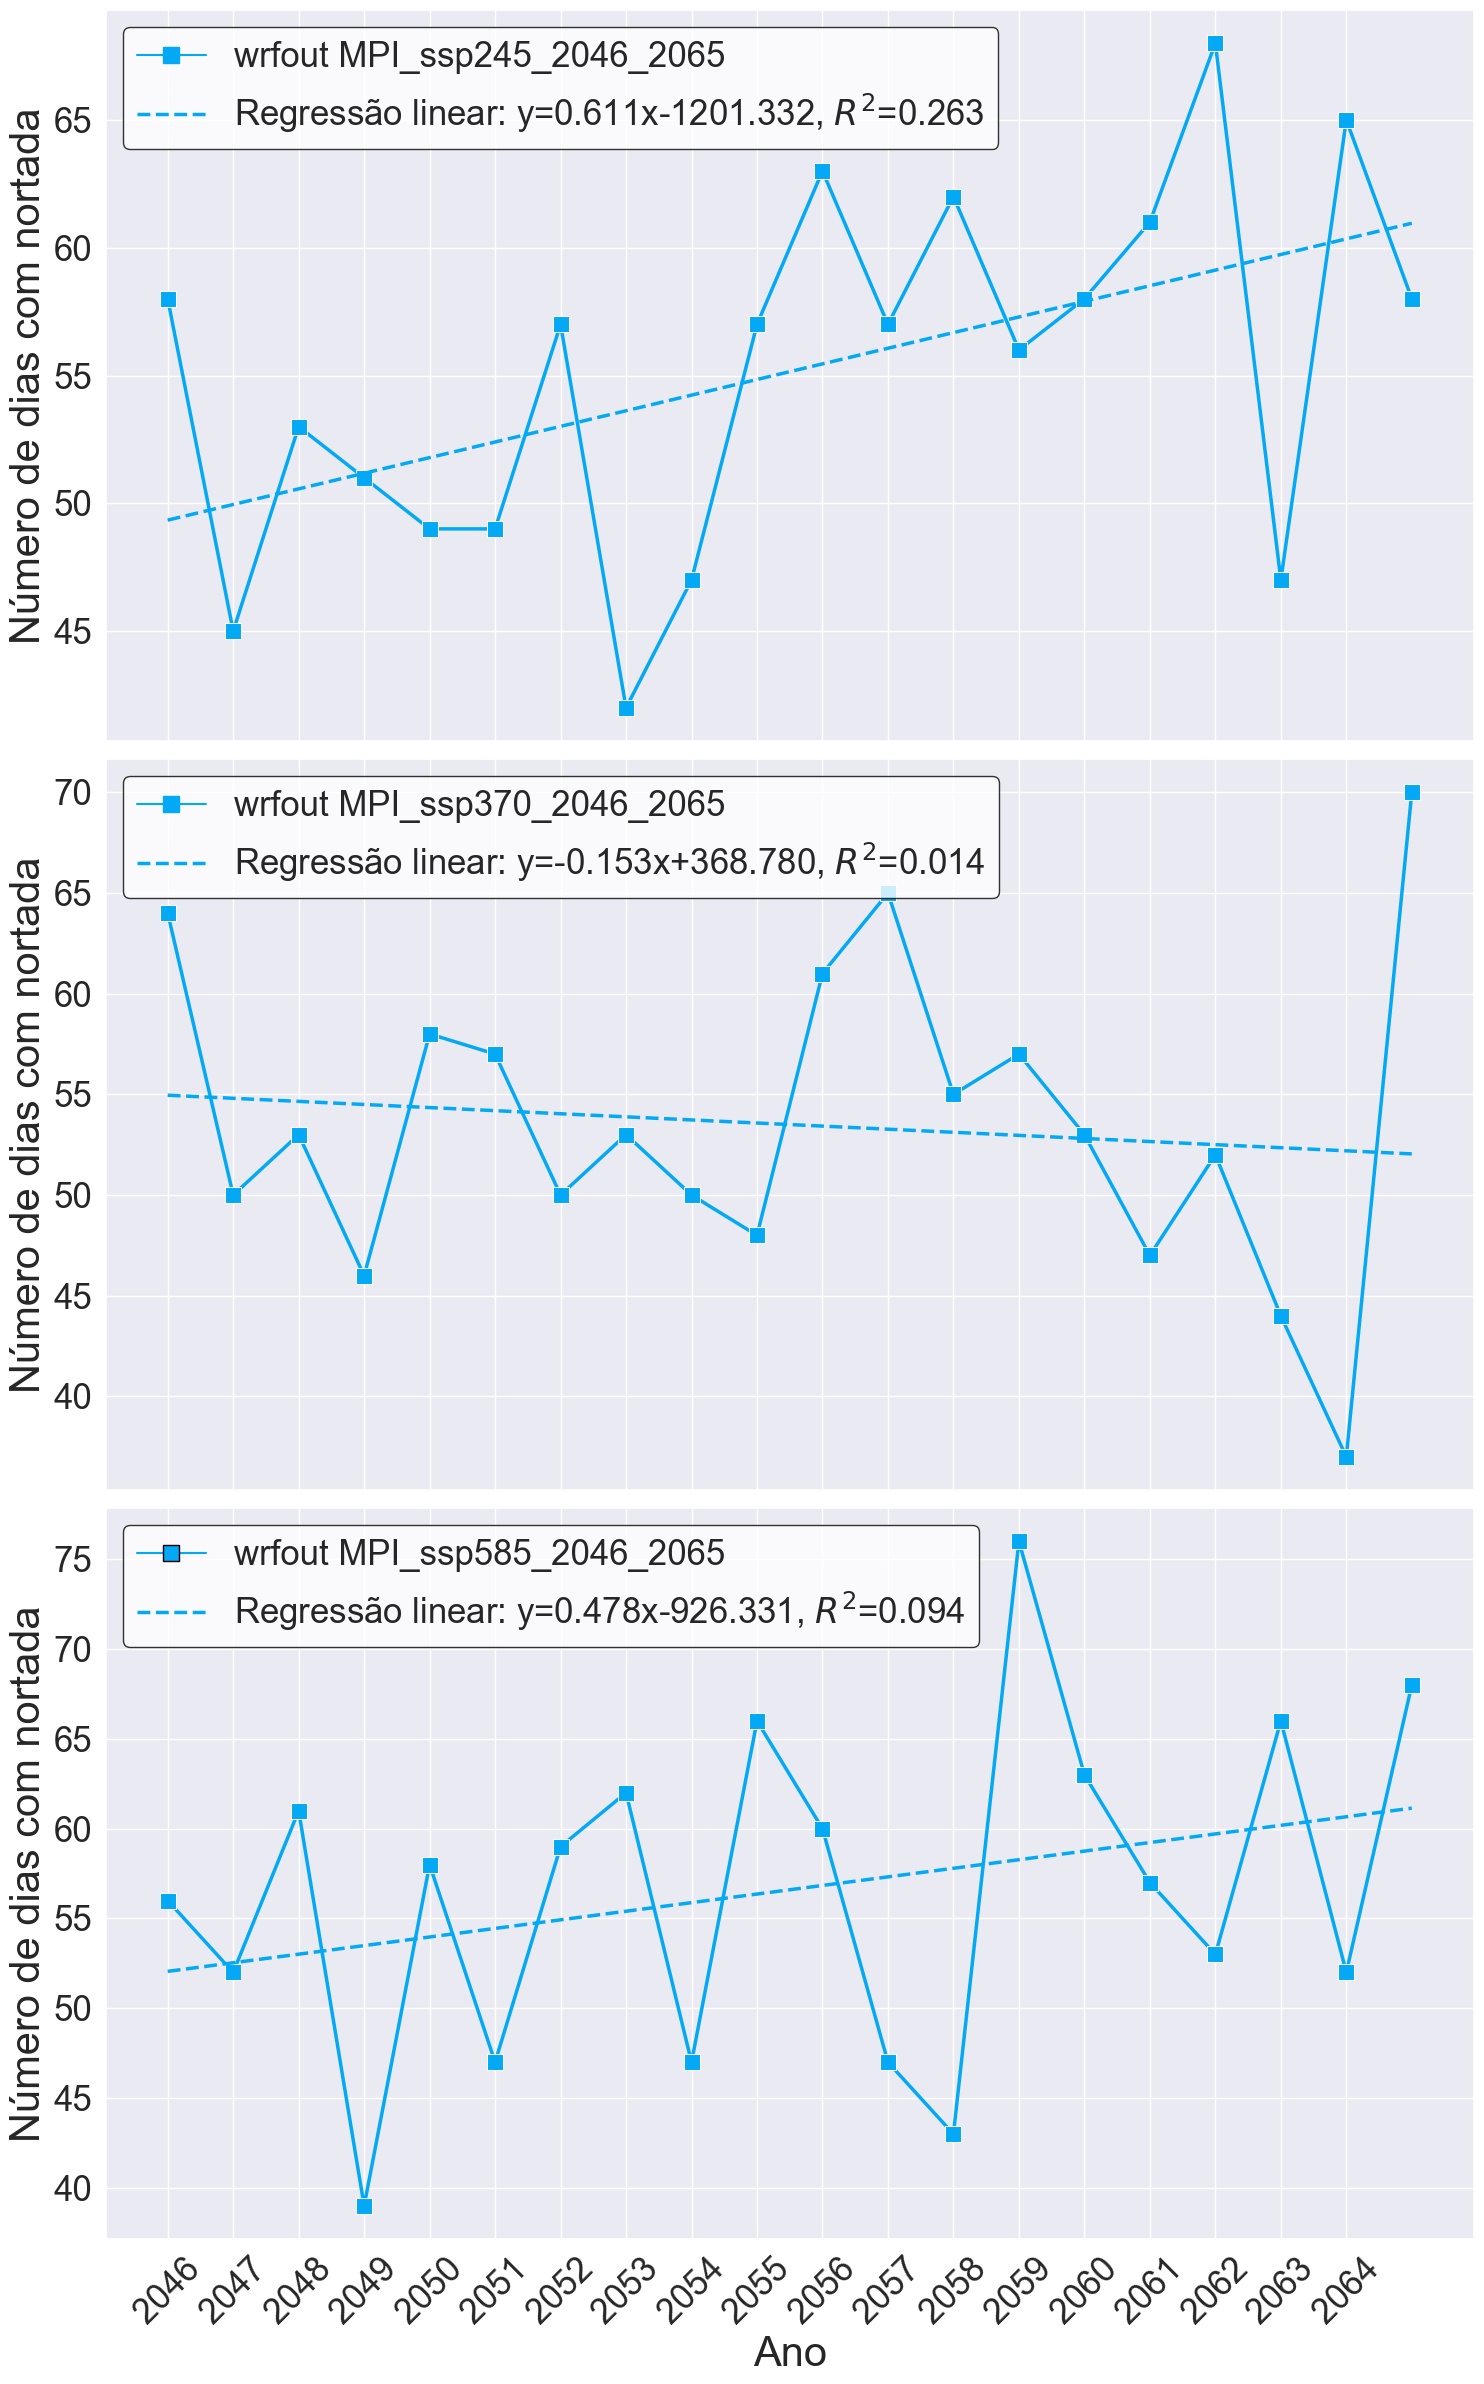 wrfout MPI_ssp245_2046_2065
Regressão linear: y=0.611x-1201.332, R²=0.263
65
60
55
50
45
Número de dias com nortada
wrfout MPI_ssp370_2046_2065
Regressão linear: y=-0.153x+368.780, R²=0.014
70
65
60
55
50
45
40
Número de dias com nortada
wrfout MPI_ssp585_2046_2065
Regressão linear: y=0.478x-926.331, R²=0.094
75
70
65
60
55
50
45
40
Número de dias com nortada
2046 2047 2048 2049 2050 2051 2052 2053 2054 2055 2056 2057 2058 2059 2060 2061 2062 2063 2064
Ano